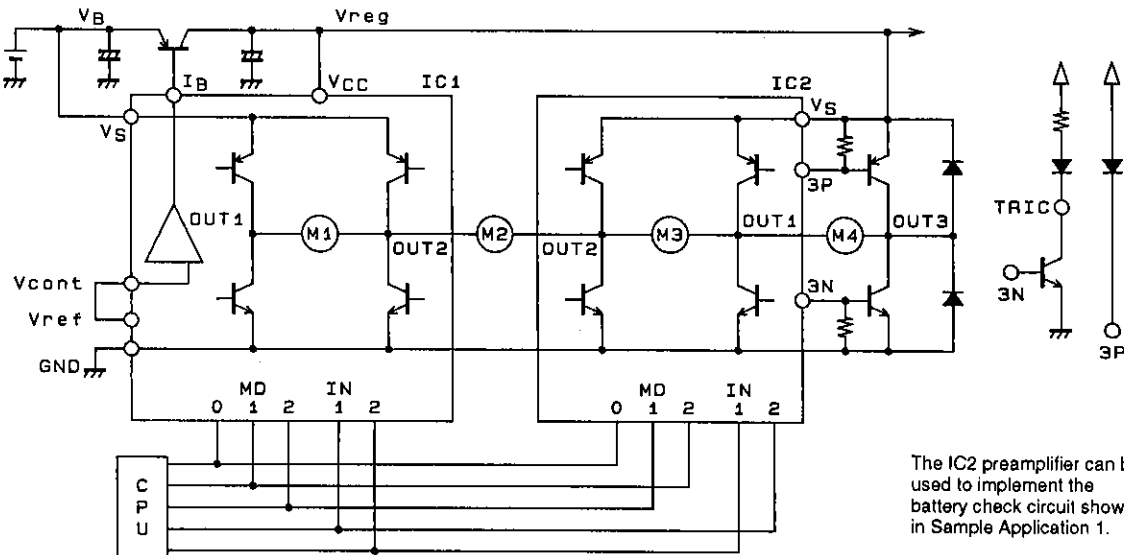 VB
Vreg
IB
VCC
IC1
IC2
VS
VS
3P
OUT1
M1
OUT2
M2
OUT2
M3
OUT1
M4
OUT3
TRIC
3N
3P
Vcont
Vref
GND
3N
MD
IN
0 1 2 1 2
MD
IN
0 1 2 1 2
CPU
The IC2 preamplifier can b
used to implement the
battery check circuit show
in Sample Application 1.